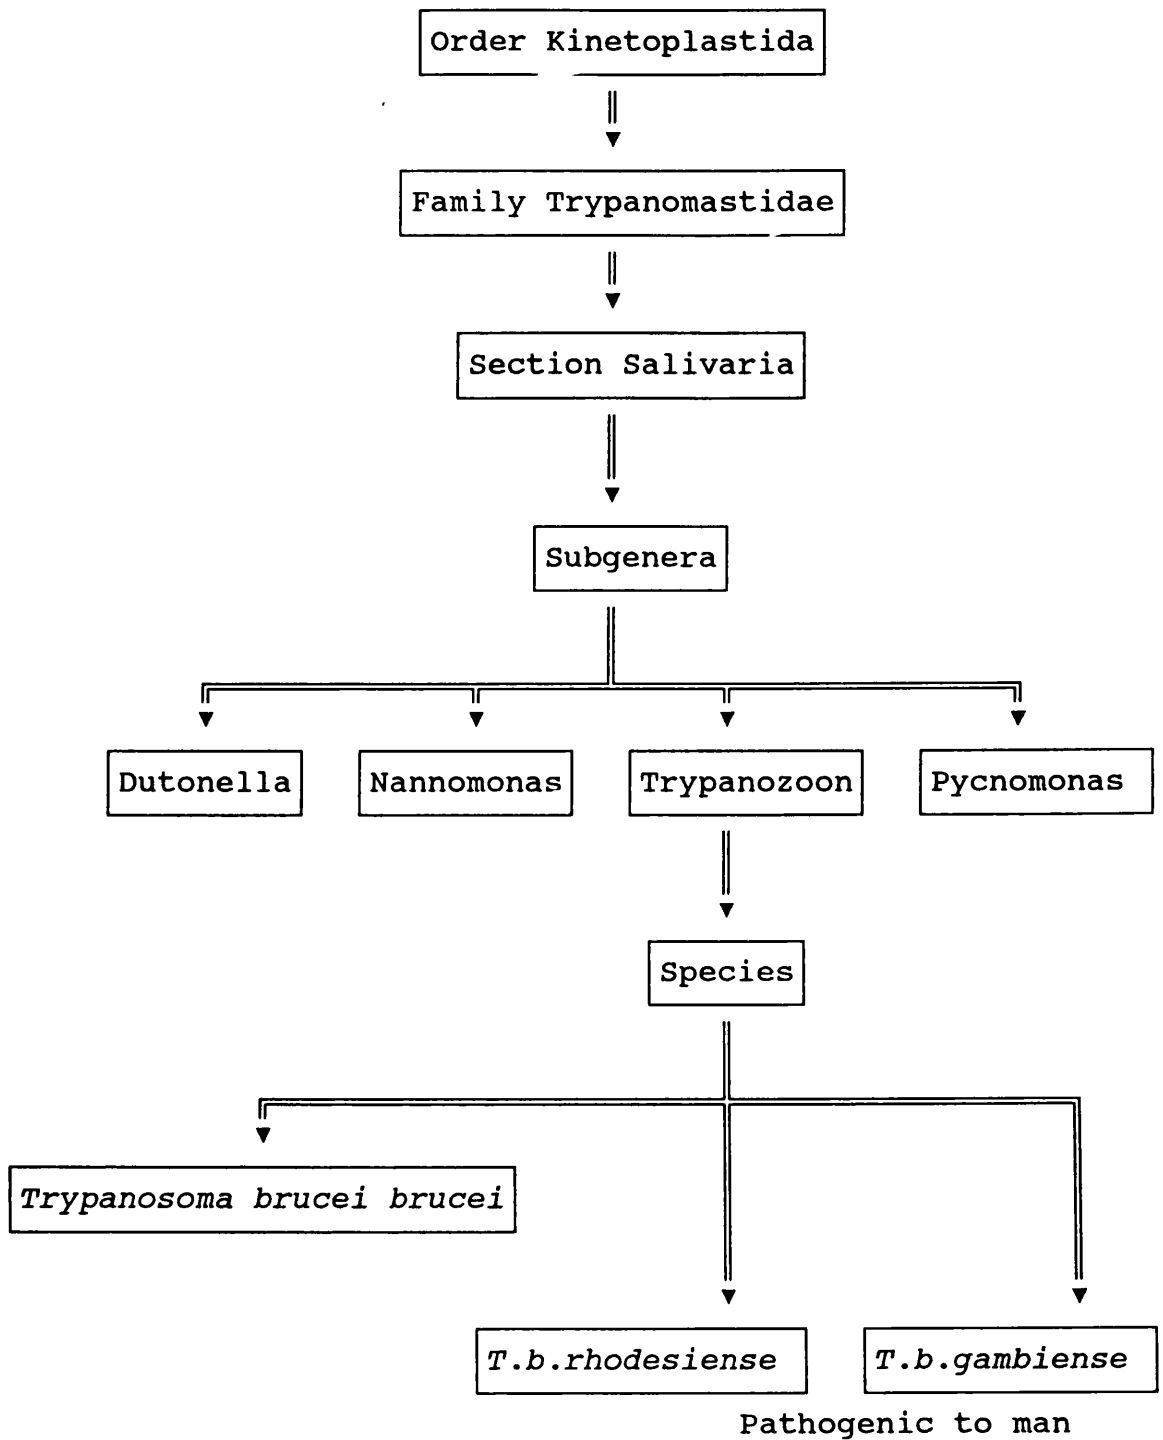 Order Kinetoplastida
Family Trypanomastidae
Section Salivaria
Subgenera
Dutonella
Nannomonas
Trypanozoon
Pycnomonas
Species
Trypanosoma brucei brucei
T.b.rhodesiense
T.b.gambiense
Pathogenic to man